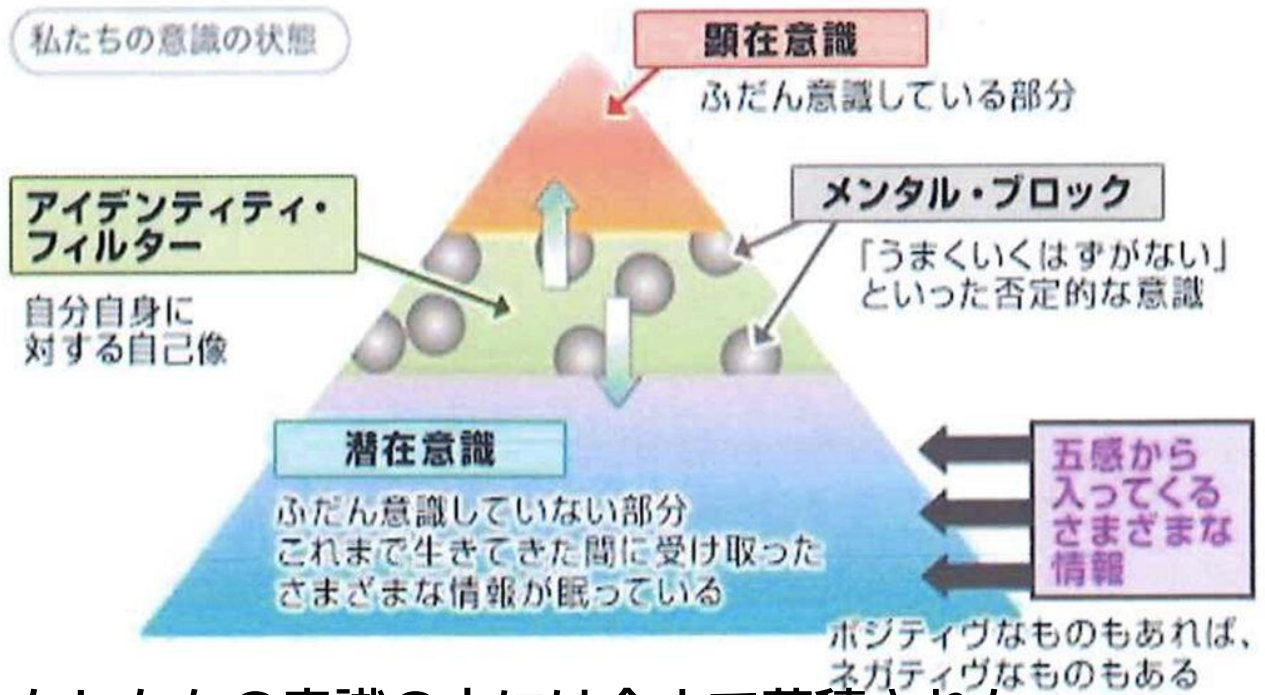 私たちの意識の状態
顕在意識
ふだん意識している部分
アイデンティティ・
フィルター
自分自身に
対する自己像
メンタル・ブロック
「うまくいくはずがない」
といった否定的な意識
潜在意識
ふだん意識していない部分
これまで生きてきた間に受け取った
さまざまな情報が眠っている
五感から
入ってくる
さまざまな
情報
ポジティヴなものもあれば、
ネガティヴなものもある